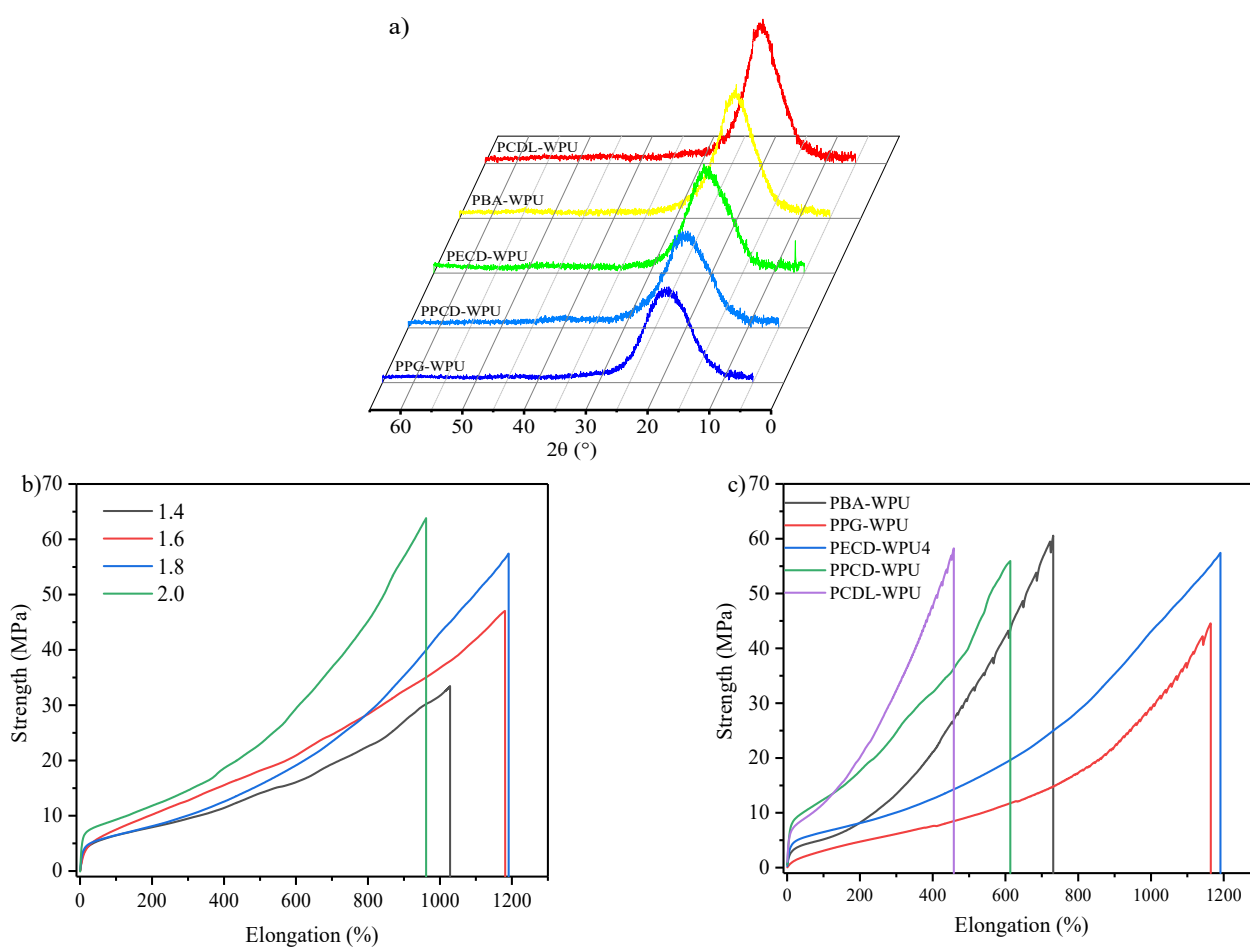 a)
PCDL-WPU
PBA-WPU
PECD-WPU
PPCD-WPU
PPG-WPU
60 50 40 30 20 10 0
2θ (°)
b)
70
60
50
40
30
20
10
0
Strength (MPa)
1.4
1.6
1.8
2.0
0 200 400 600 800 1000 1200
Elongation (%)
c)
70
60
50
40
30
20
10
0
Strength (MPa)
PBA-WPU
PPG-WPU
PECD-WPU4
PPCD-WPU
PCDL-WPU
0 200 400 600 800 1000 1200
Elongation (%)